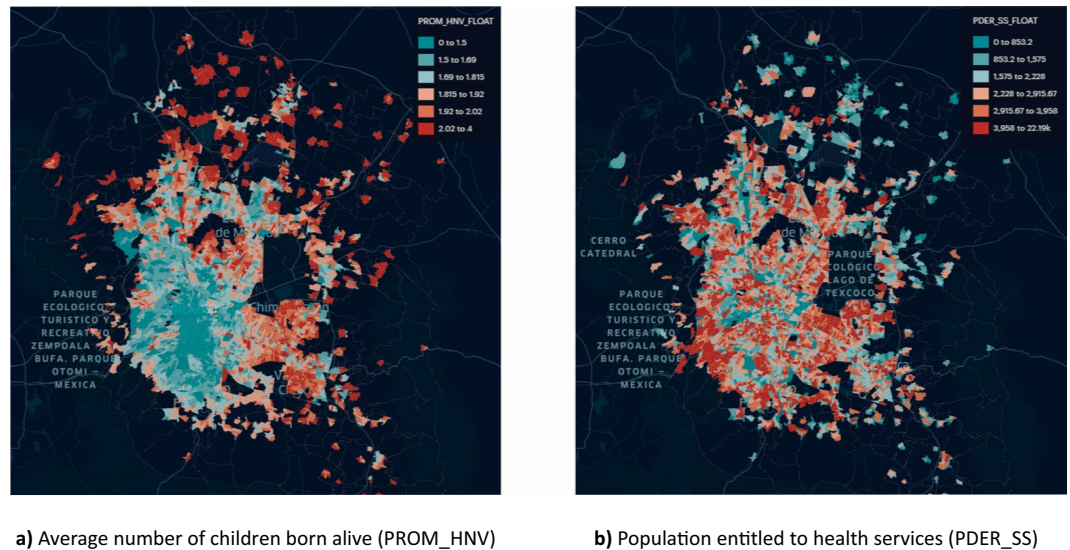 PROM_HNV_FLOAT
0 to 1.5
1.5 to 1.69
1.69 to 1.815
1.815 to 1.92
1.92 to 2.02
2.02 to 4
de M
Chim
PARQUE
ECOLOGICO,
TURISTICO Y
RECREATIVO
ZEMPOALA –
BUFA. PARQUE
OTOMI –
MEXICA
PDER_SS_FLOAT
0 to 853.2
853.2 to 1,575
1,575 to 2,228
2,228 to 2,915.67
2,915.67 to 3,958
3,958 to 22.19k
de M
CERRO
CATEDRAL
PARQUE
ECOLÓGICO
LAGO DE
TEXCOCO
PARQUE
ECOLOGICO,
TURISTICO Y
RECREATIVO
ZEMPOALA –
BUFA. PARQUE
OTOMI –
MEXICA
a) Average number of children born alive (PROM_HNV)
b) Population entitled to health services (PDER_SS)